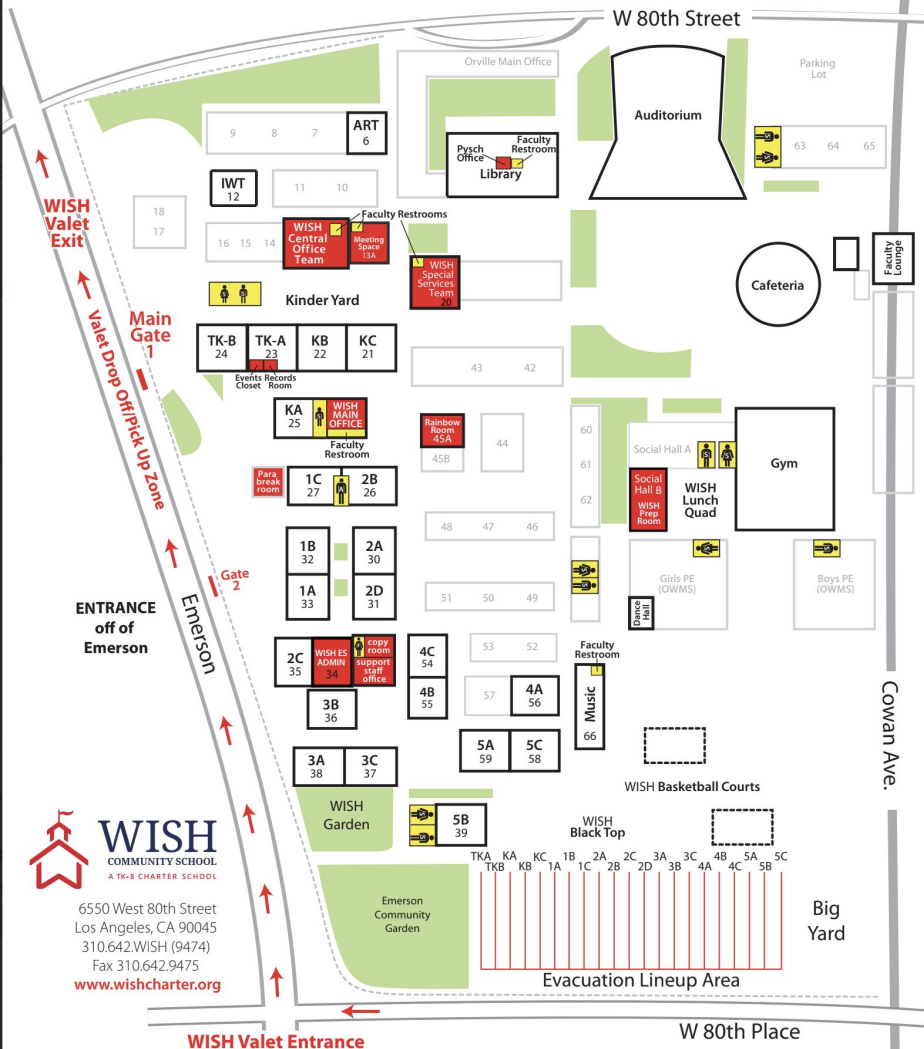 W 80th Street
Orville Main Office
Parking
Lot
Auditorium
9 8 7
ART
6
Pysch
Office
Faculty
Restroom
Library
63 64 65
IWT
12
11 10
18
17
WISH
Valet
Exit
16 15 14
WISH
Central
Office
Team
Faculty Restrooms
Meeting
Space
13A
WISH
Special
Services
Team
20
Cafeteria
Faculty
Lounge
Kinder Yard
Main
Gate
1
Valet Drop Off/Pick Up Zone
TK-B
24
TK-A
23
KB
22
KC
21
Events
Closet
Records
Room
43 42
KA
25
WISH
MAIN
OFFICE
Faculty
Restroom
Rainbow
Room
45A
45B
44
60
61
62
Social Hall A
Social
Hall B
WISH
Prep
Room
WISH
Lunch
Quad
Gym
Para
break
room
1C
27
2B
26
48 47 46
1B
32
2A
30
1A
33
2D
31
Gate
2
51 50 49
Girls PE
(OWMS)
Boys PE
(OWMS)
Dance
Hall
ENTRANCE
off of
Emerson
Emerson
2C
35
WISH ES
ADMIN
34
copy
room
support
staff
office
4C
54
4B
55
53 52
57
4A
56
Faculty
Restroom
Music
66
3B
36
3A
38
3C
37
5A
59
5C
58
Cowan Ave.
WISH Basketball Courts
WISH
Garden
5B
39
WISH
Black Top
TKA KA KC 1B 2A 2C 3A 3C 4B 5A 5C
TKB KB 1A 1C 2B 2D 3B 4A 4C 5B
Emerson
Community
Garden
Big
Yard
Evacuation Lineup Area
WISH
COMMUNITY SCHOOL
A TK-8 CHARTER SCHOOL
6550 West 80th Street
Los Angeles, CA 90045
310.642.WISH (9474)
Fax 310.642.9475
www.wishcharter.org
WISH Valet Entrance
W 80th Place